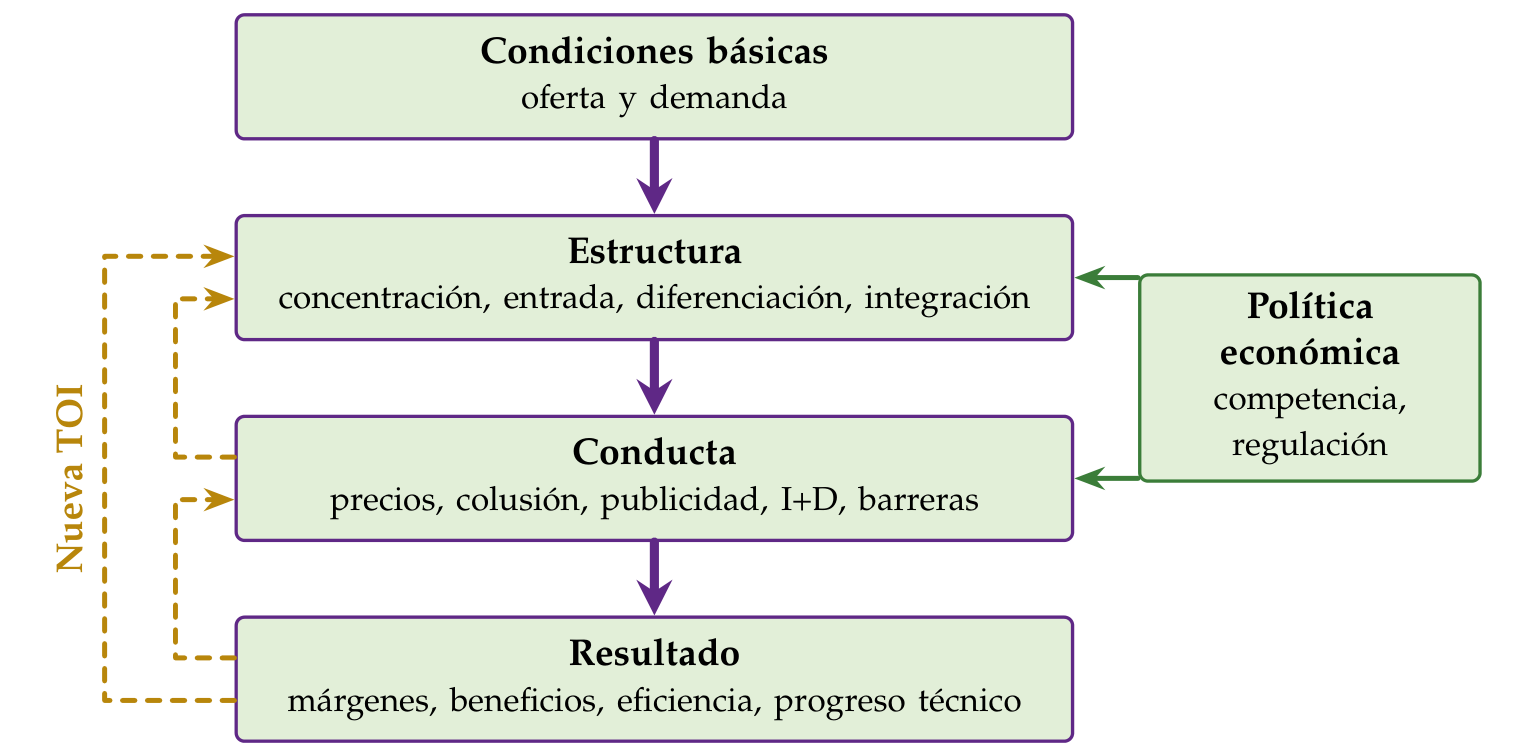 Condiciones básicas
oferta y demanda
Estructura
concentración, entrada, diferenciación, integración
Política
económica
competencia,
regulación
Nueva TOI
Conducta
precios, colusión, publicidad, I+D, barreras
Resultado
márgenes, beneficios, eficiencia, progreso técnico